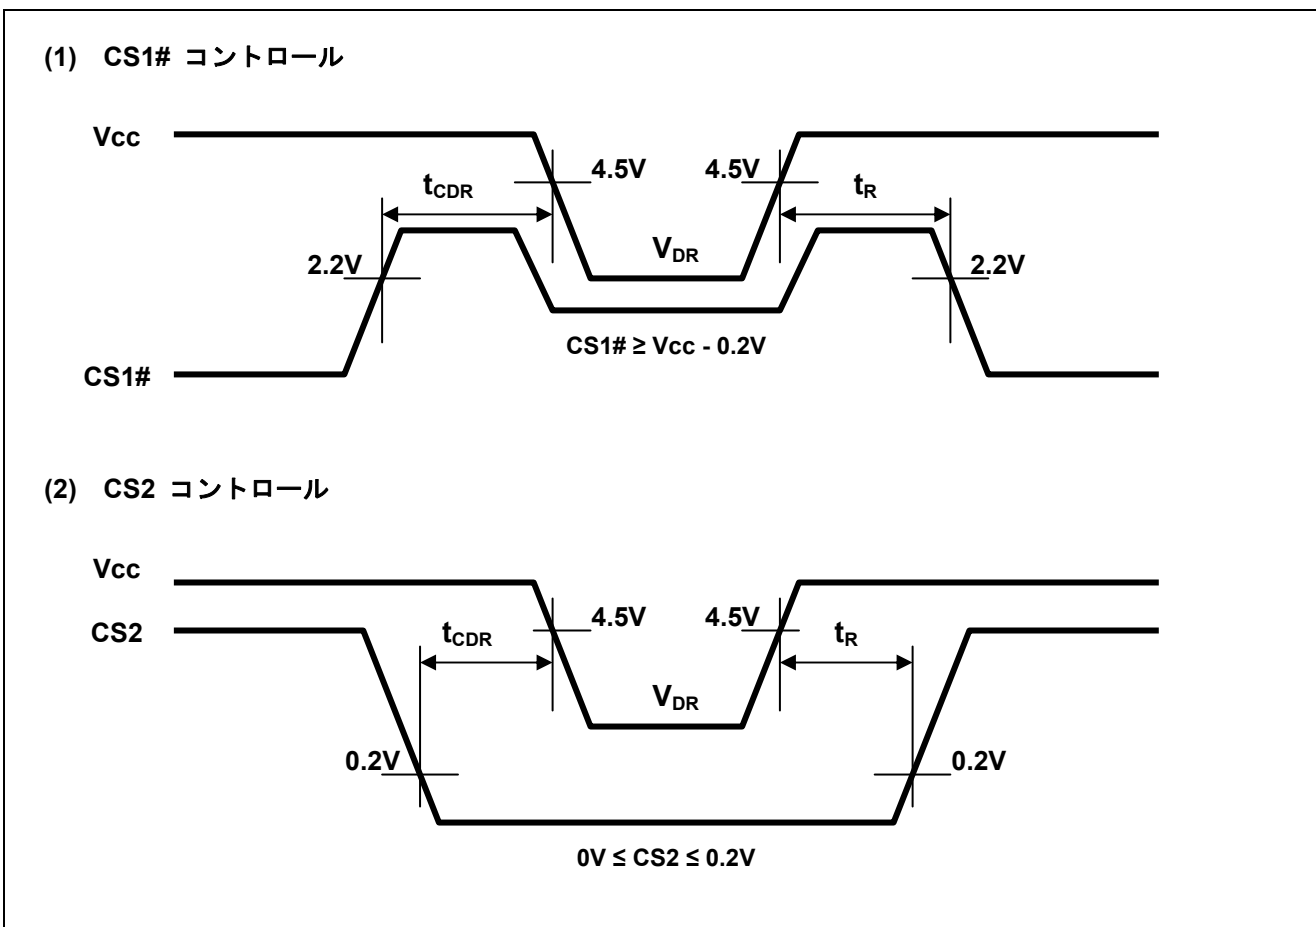 (1) CS1# コントロール
Vcc
4.5V
4.5V
tCDR
tR
VDR
2.2V
2.2V
CS1# ≥ Vcc - 0.2V
CS1#
(2) CS2 コントロール
Vcc
4.5V
4.5V
CS2
tCDR
tR
VDR
0.2V
0.2V
0V ≤ CS2 ≤ 0.2V